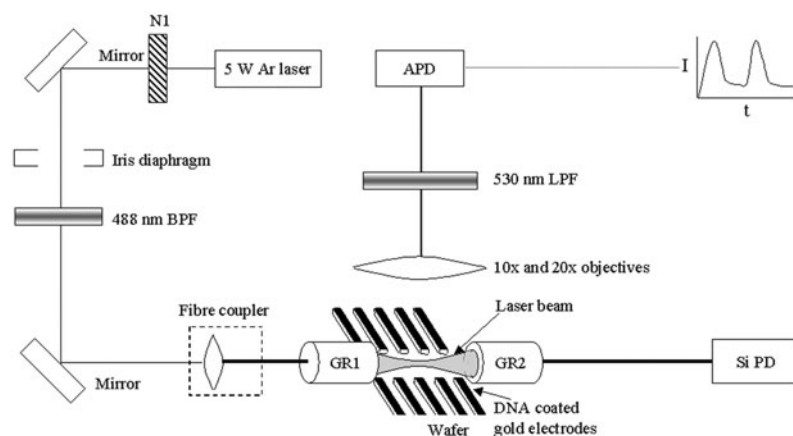 N1
Mirror
5 W Ar laser
APD
I
t
Iris diaphragm
530 nm LPF
488 nm BPF
10x and 20x objectives
Fibre coupler
Laser beam
GR1
GR2
Si PD
Mirror
DNA coated
gold electrodes
Wafer